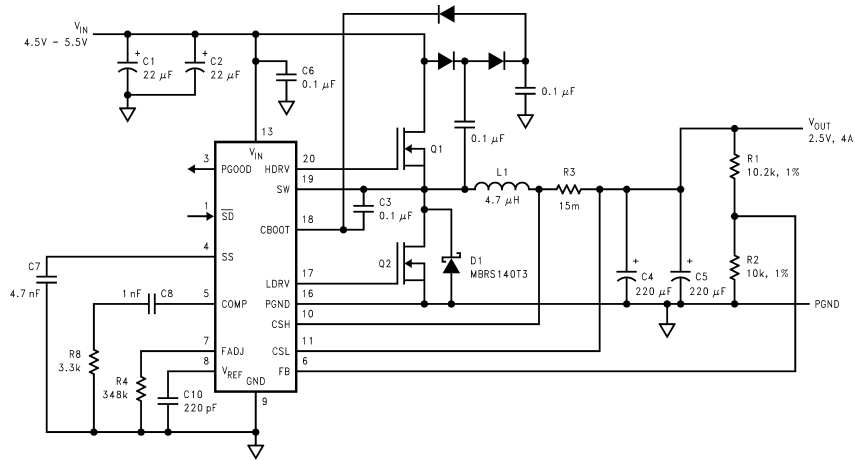 V_IN
4.5V – 5.5V
C1
22 µF
C2
22 µF
C6
0.1 µF
0.1 µF
0.1 µF
13
V_IN
3
PGOOD
HDRV
20
Q1
19
SW
1
SD
C3
0.1 µF
18
CBOOT
L1
4.7 µH
R3
15m
V_OUT
2.5V, 4A
R1
10.2k, 1%
R2
10k, 1%
C7
4.7 nF
4
SS
Q2
D1
MBRS140T3
C4
220 µF
C5
220 µF
17
LDRV
1 nF
C8
5
COMP
PGND
16
PGND
CSH
10
R8
3.3k
R4
348k
7
FADJ
CSL
11
8
V_REF
FB
6
C10
220 pF
GND
9